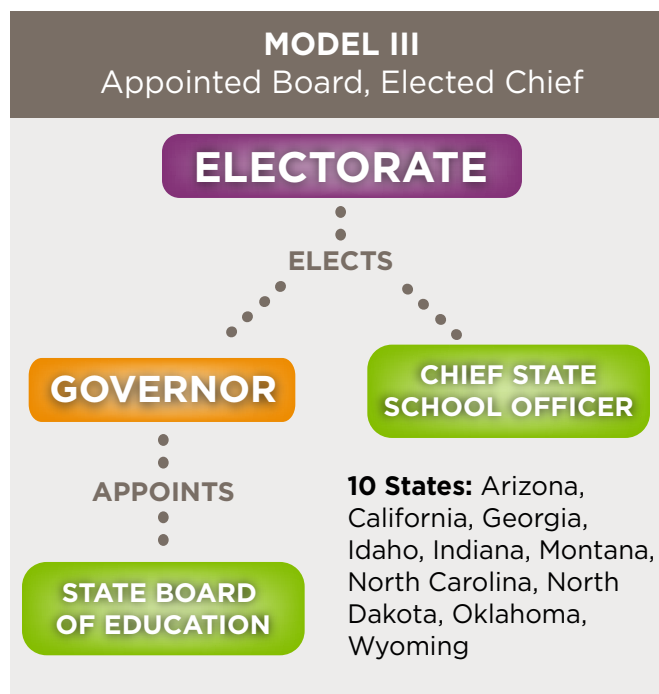 MODEL III
Appointed Board, Elected Chief
ELECTORATE
ELECTS
GOVERNOR
CHIEF STATE
SCHOOL OFFICER
APPOINTS
STATE BOARD
OF EDUCATION
10 States: Arizona,
California, Georgia,
Idaho, Indiana, Montana,
North Carolina, North
Dakota, Oklahoma,
Wyoming